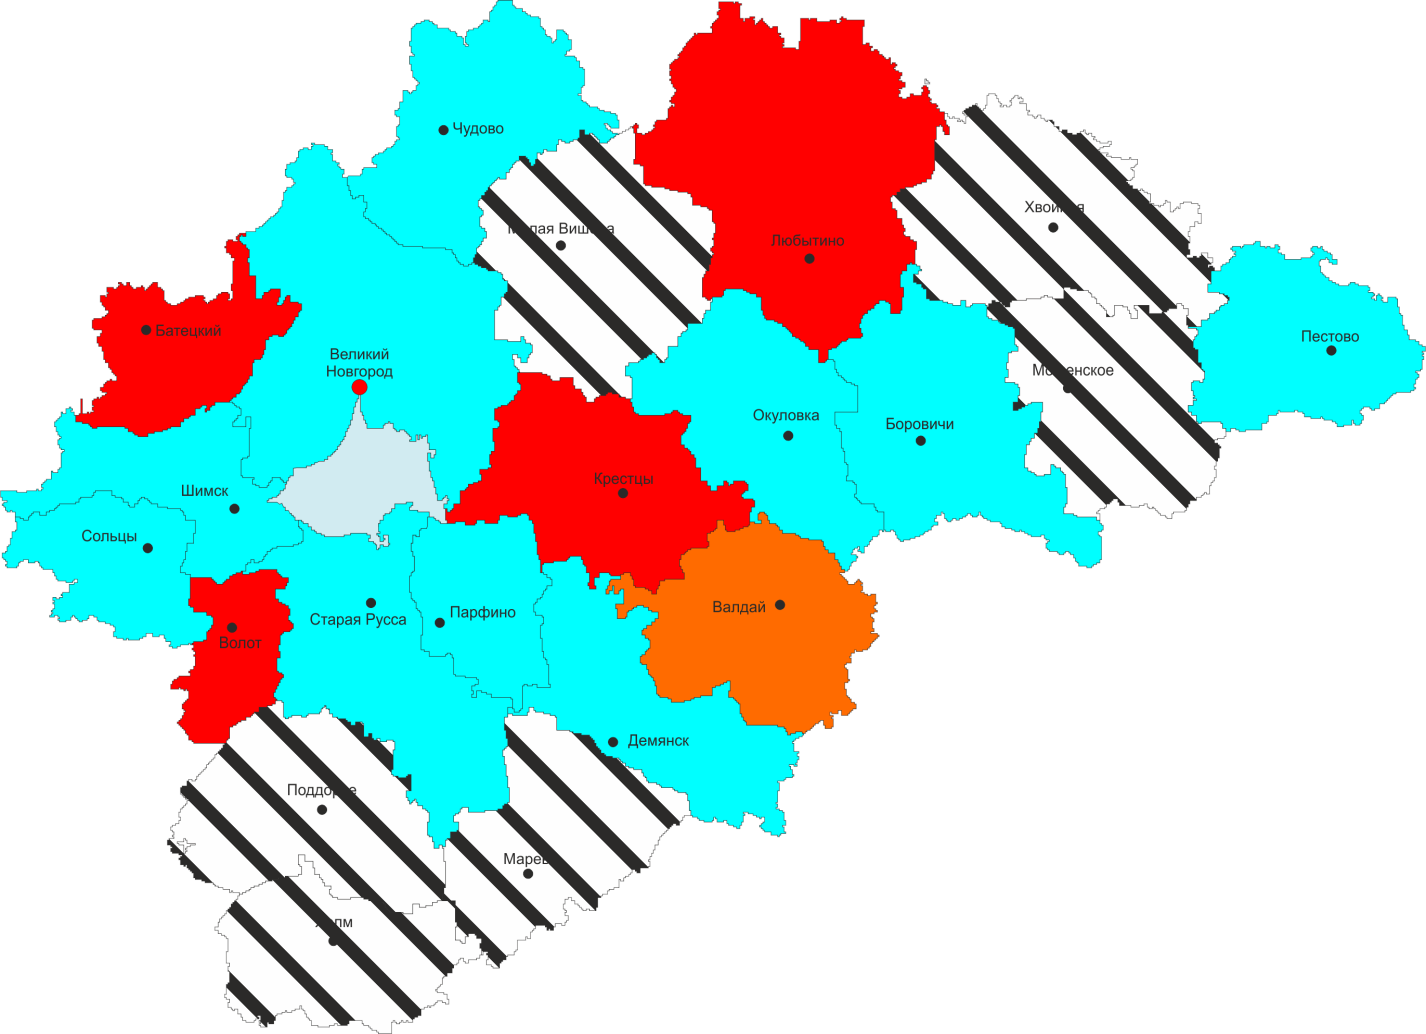 Чудово
Хвойная
Малая Вишера
Любытино
Батецкий
Пестово
Великий
Новгород
Мошенское
Окуловка
Боровичи
Крестцы
Шимск
Сольцы
Валдай
Парфино
Старая Русса
Волот
Демянск
Поддорье
Марево
Холм